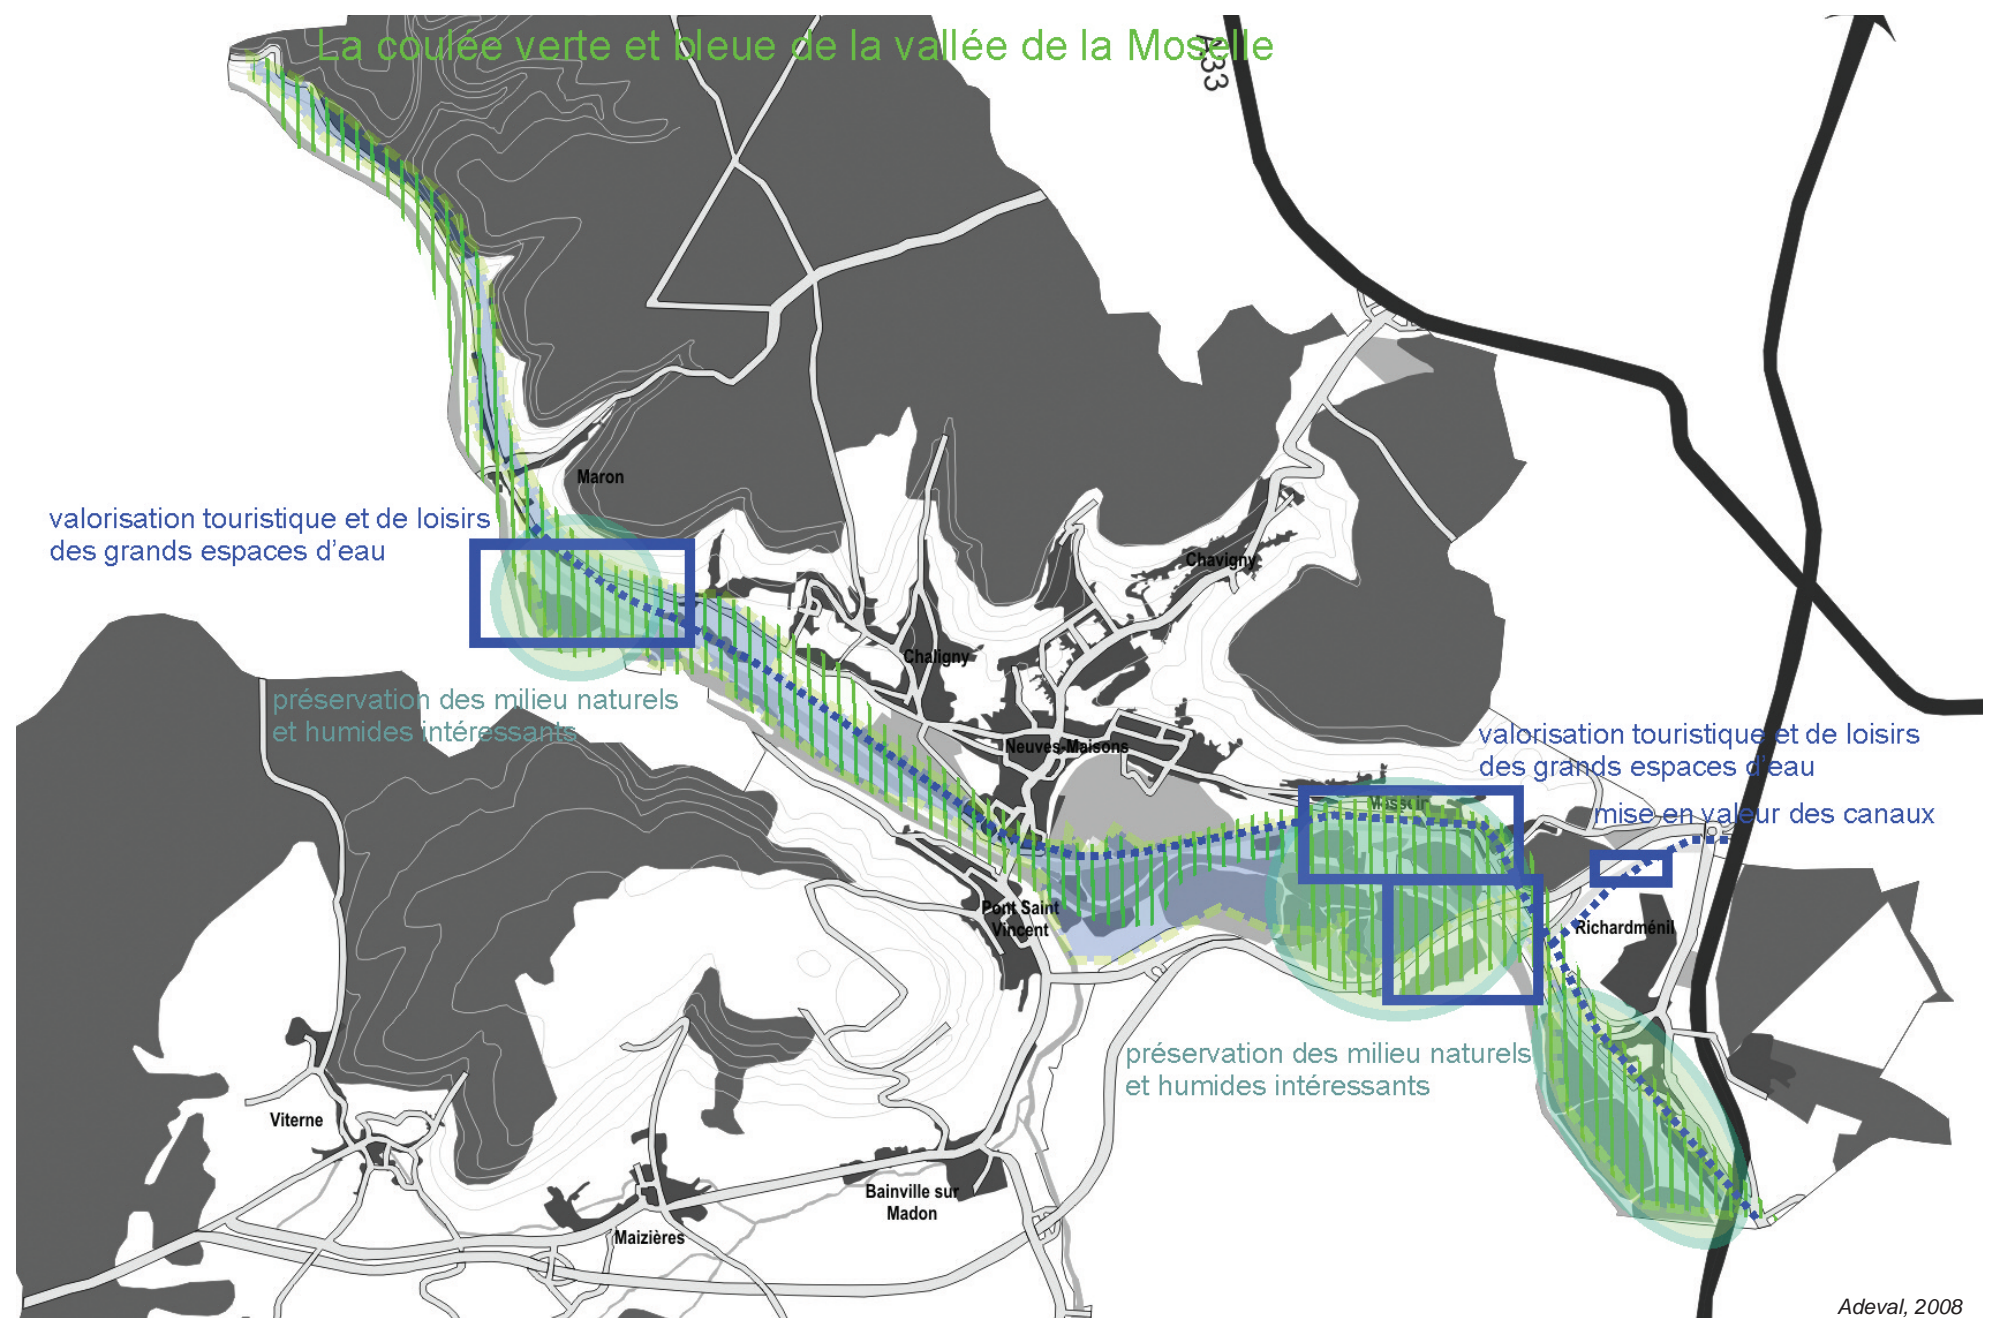 La coulée verte et bleue de la vallée de la Moselle
A33
Maron
valorisation touristique et de loisirs
des grands espaces d'eau
Chavigny
Chaligny
préservation des milieu naturels
et humides intéressants
Neuves-Maisons
valorisation touristique et de loisirs
des grands espaces d'eau
mise en valeur des canaux
Pont Saint
Vincent
Richardménil
préservation des milieu naturels
et humides intéressants
Viterne
Bainville sur
Madon
Maizières
Adeval, 2008